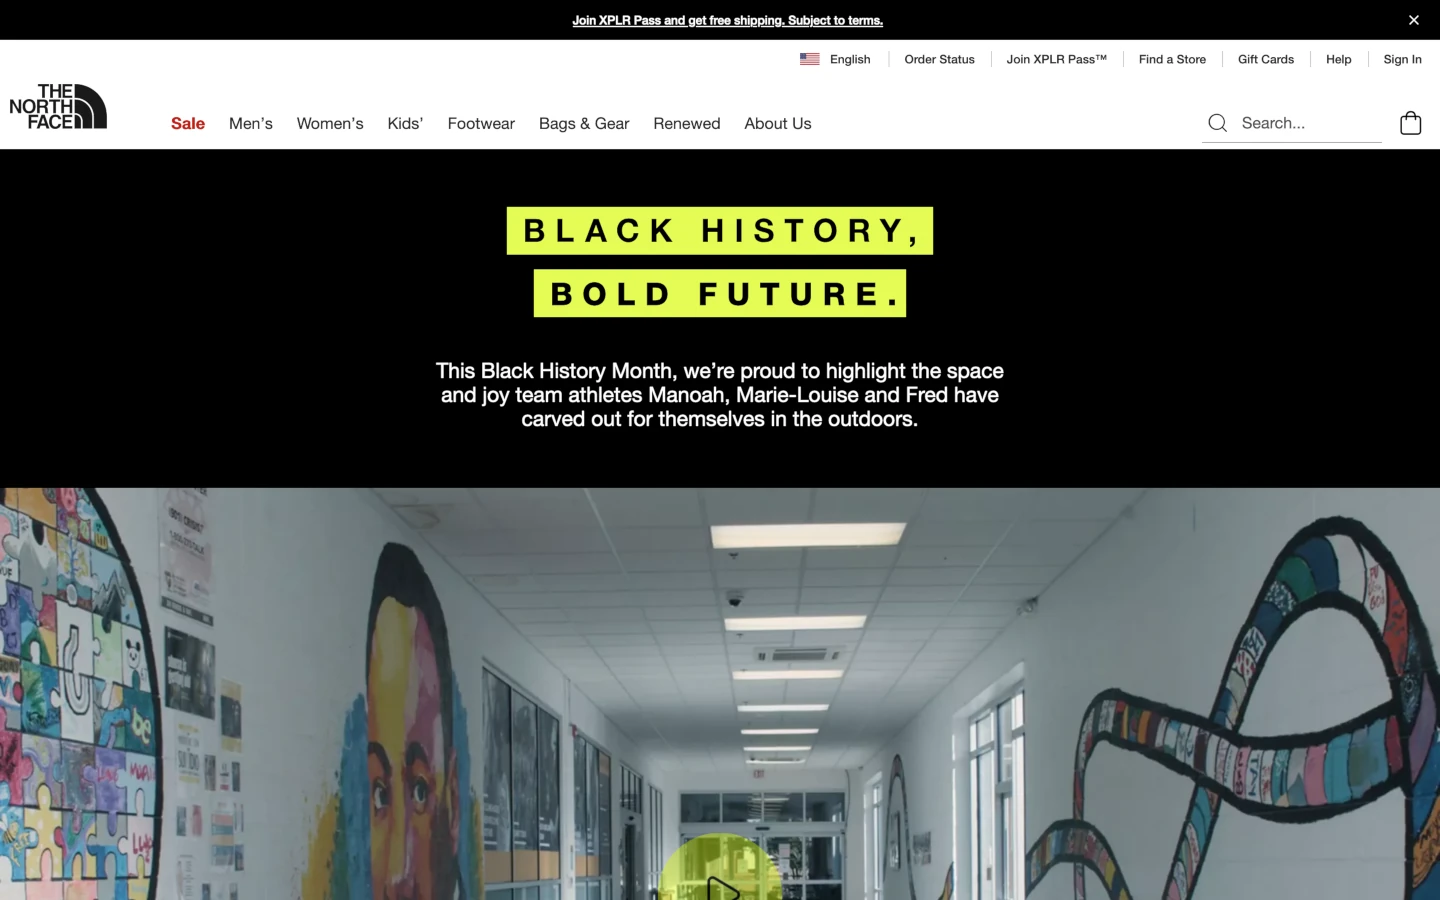 Join XPLR Pass and get free shipping. Subject to terms.
English
Order Status
Join XPLR Pass™
Find a Store
Gift Cards
Help
Sign In
THE
NORTH
FACE
Sale
Men's
Women's
Kids'
Footwear
Bags & Gear
Renewed
About Us
Search...
BLACK HISTORY,
BOLD FUTURE.
This Black History Month, we're proud to highlight the space
and joy team athletes Manoah, Marie-Louise and Fred have
carved out for themselves in the outdoors.
be